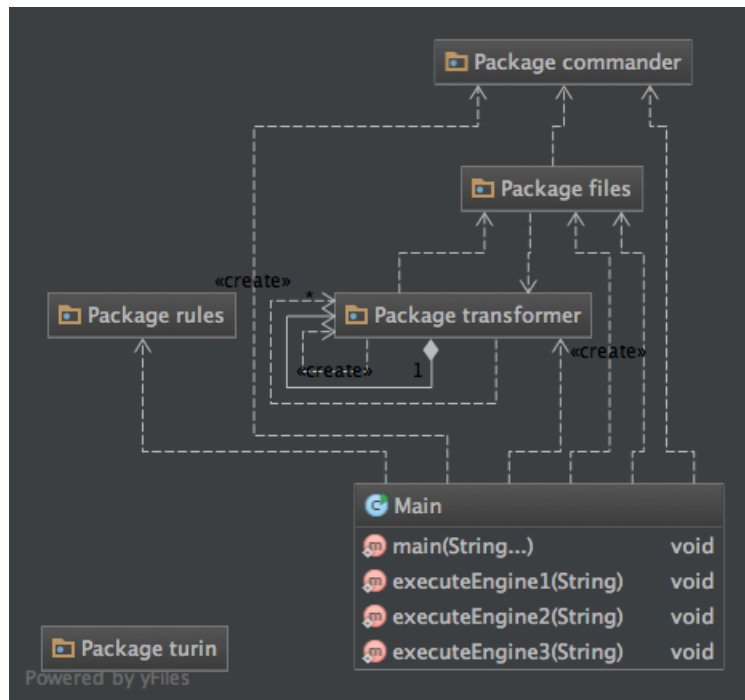 Package commander
Package files
«create»
*
Package rules
Package transformer
«create»
«create»
1
Main
main(String...) void
executeEngine1(String) void
executeEngine2(String) void
executeEngine3(String) void
Package turin
Powered by yFiles